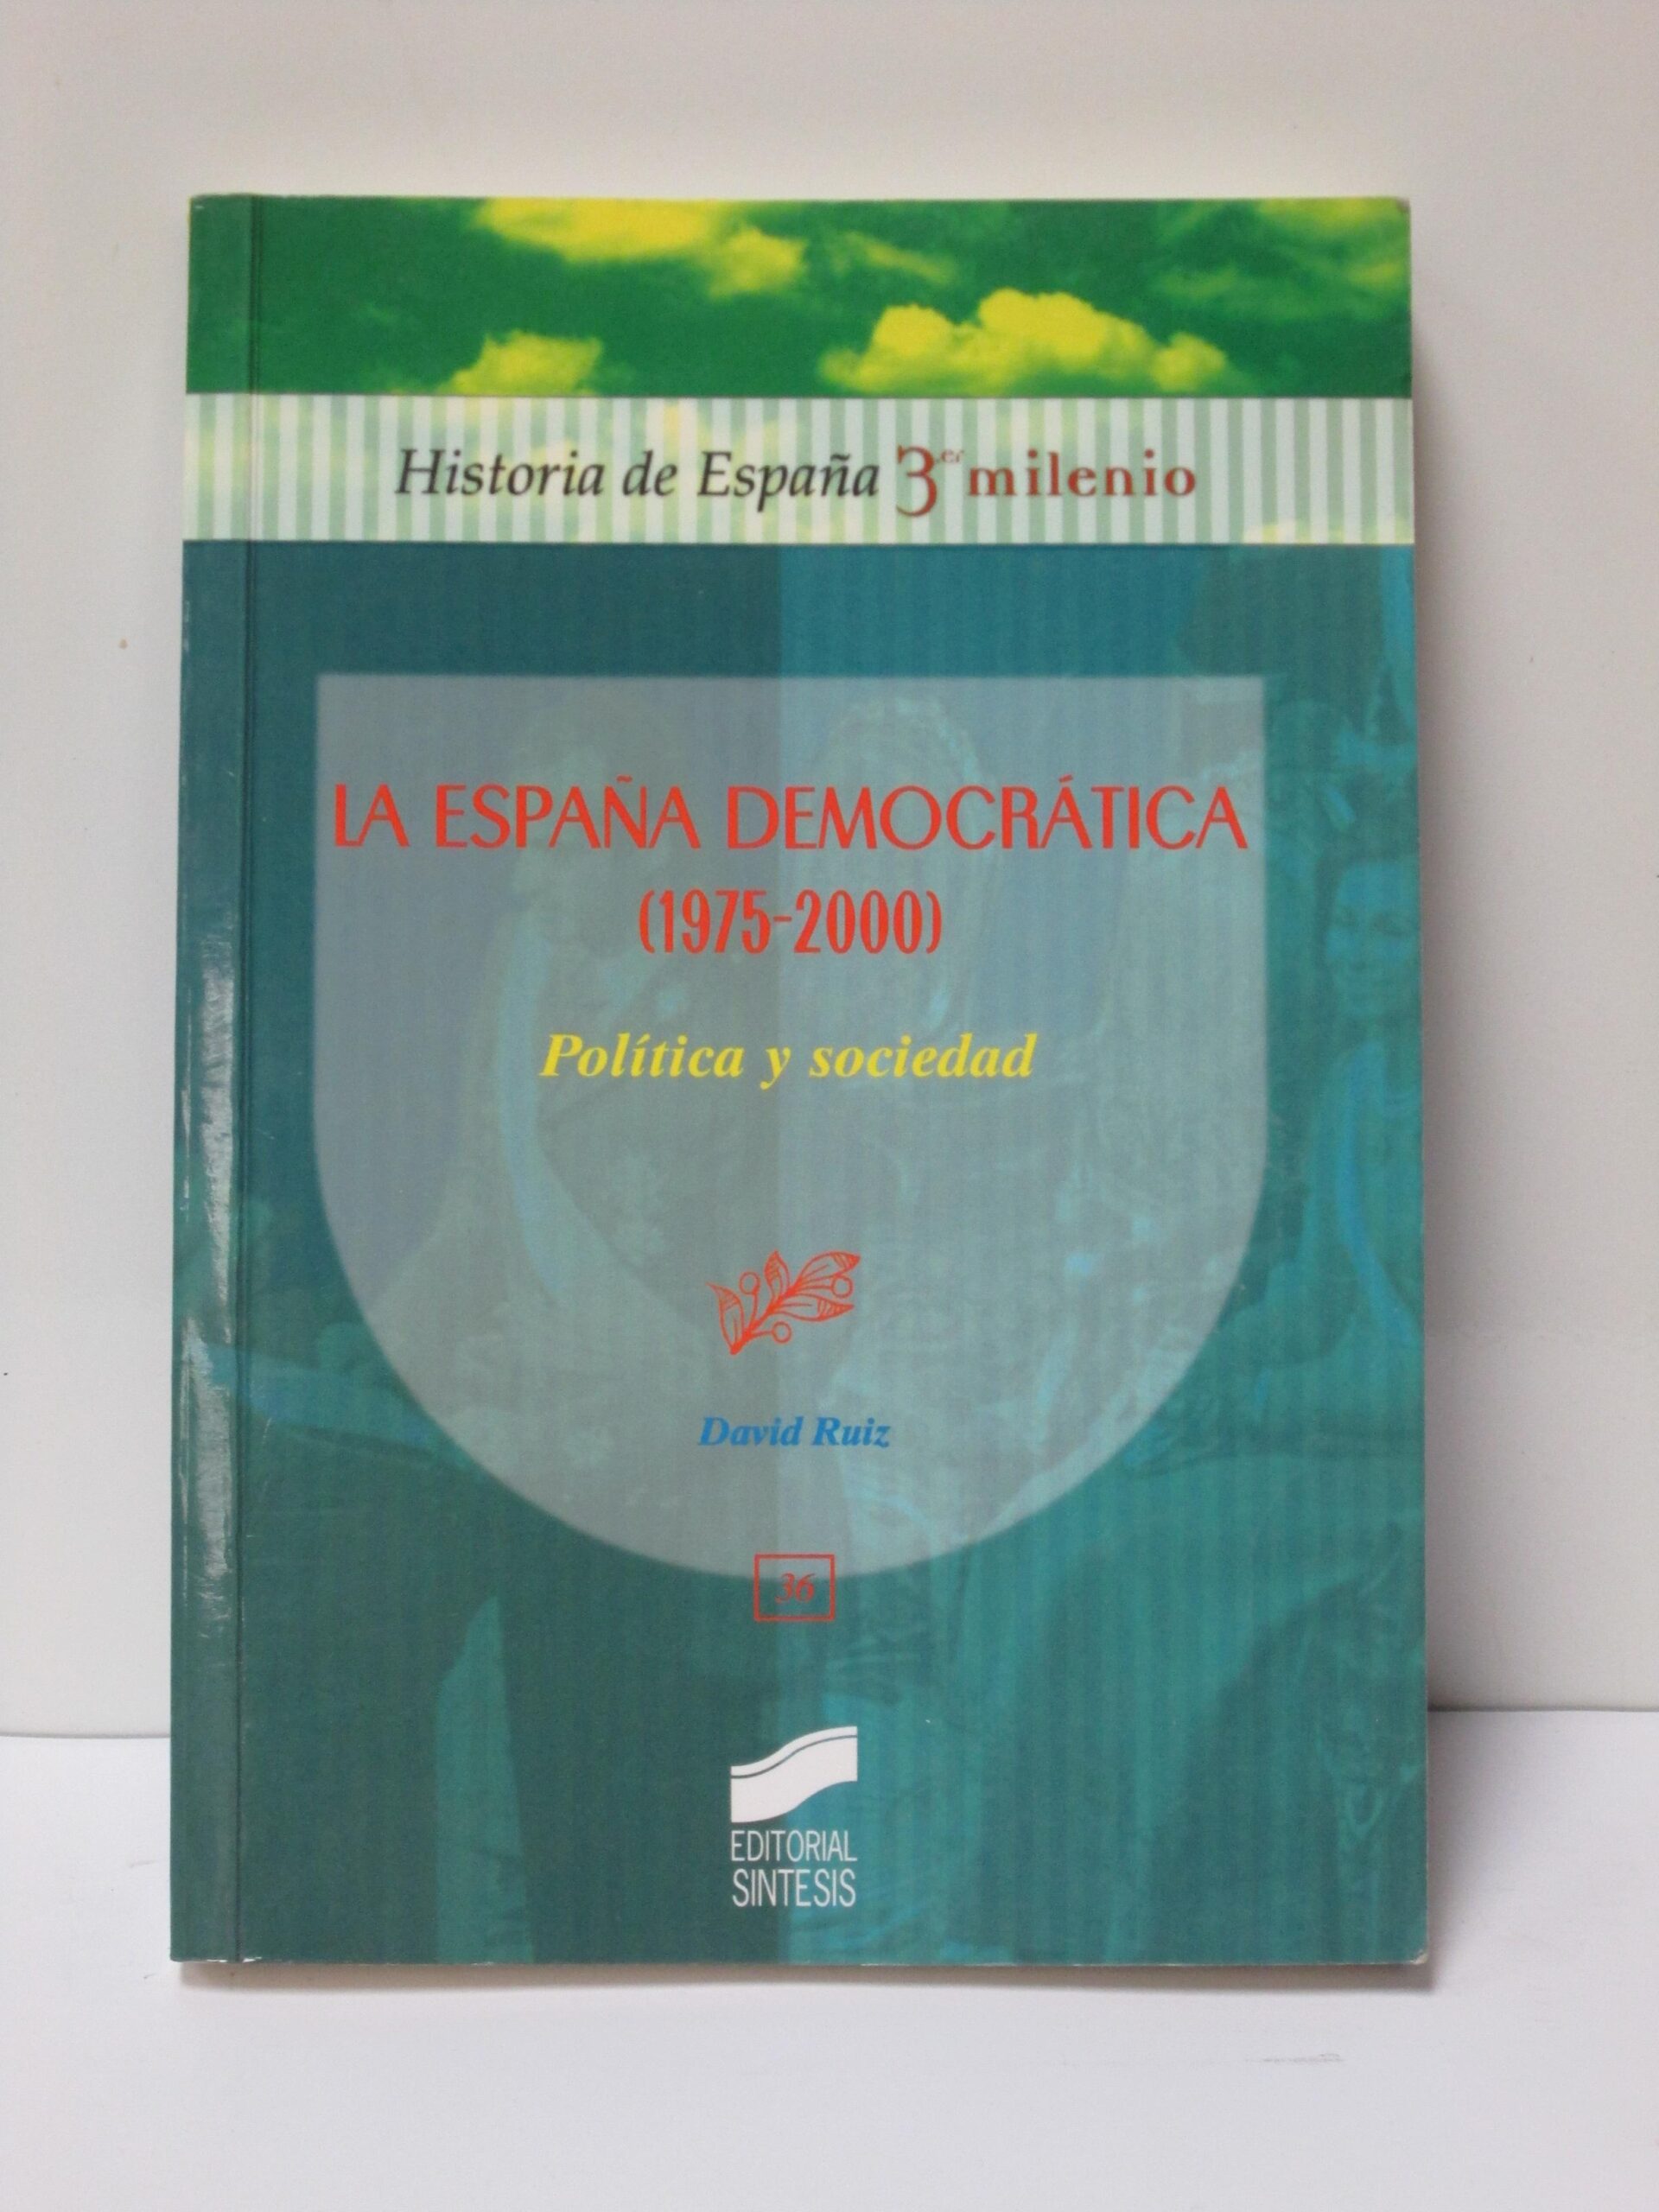 Historia de España 3er milenio
LA ESPAÑA DEMOCRÁTICA
(1975-2000)
Política y sociedad
David Ruiz
36
EDITORIAL
SINTESIS